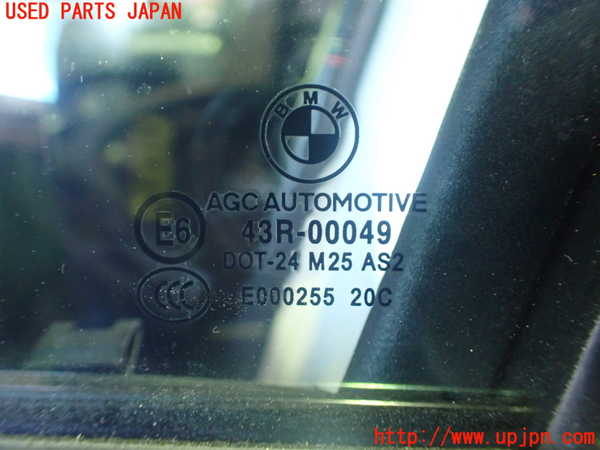 USED PARTS JAPAN
BMW
AGC AUTOMOTIVE
E6 43R-00049
DOT-24 M25 AS2
CCC E000255 20C
http://www.upjpn.com/